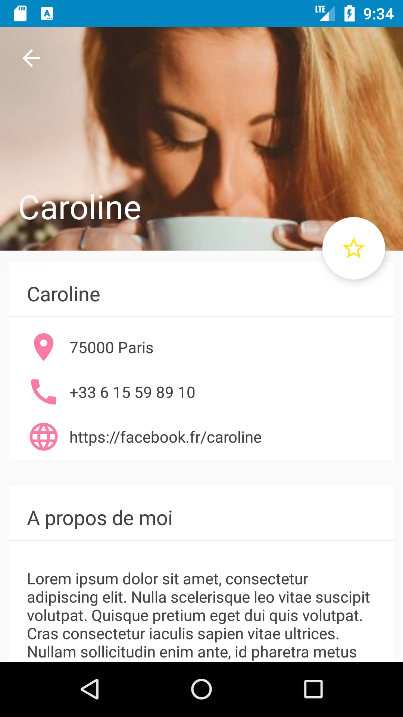 LTE 9:34
Caroline
Caroline
75000 Paris
+33 6 15 59 89 10
https://facebook.fr/caroline
A propos de moi
Lorem ipsum dolor sit amet, consectetur
adipiscing elit. Nulla scelerisque leo vitae suscipit
volutpat. Quisque pretium eget dui quis volutpat.
Cras consectetur iaculis sapien vitae ultrices.
Nullam sollicitudin enim ante, id pharetra metus